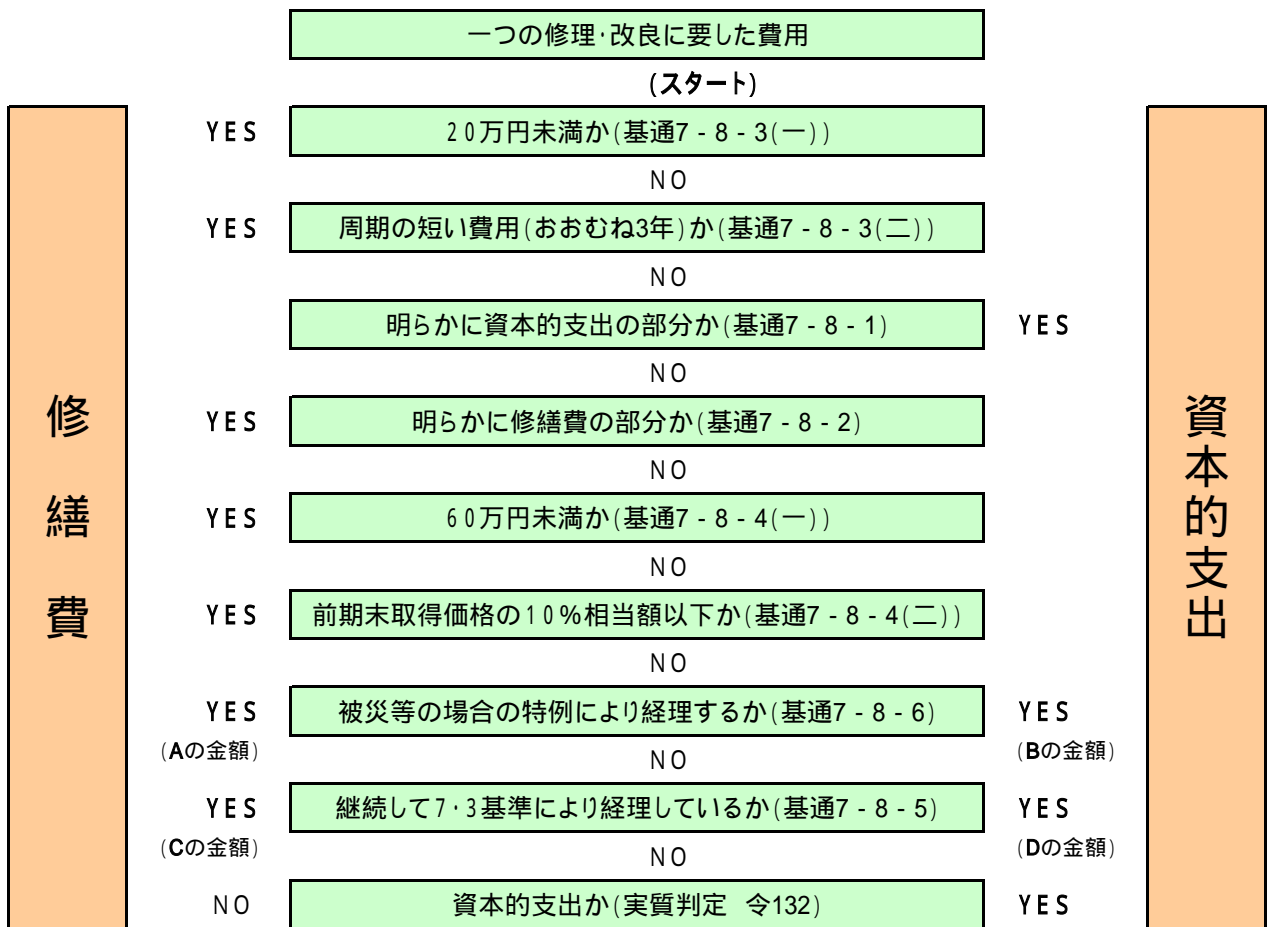 一つの修理･改良に要した費用
(スタート)
YES 20万円未満か(基通7 - 8 - 3(一))
NO
YES 周期の短い費用(おおむね3年)か(基通7 - 8 - 3(二))
NO
明らかに資本的支出の部分か(基通7 - 8 - 1) YES
NO
YES 明らかに修繕費の部分か(基通7 - 8 - 2)
NO
YES 60万円未満か(基通7 - 8 - 4(一))
NO
YES 前期末取得価格の10%相当額以下か(基通7 - 8 - 4(二))
NO
YES 被災等の場合の特例により経理するか(基通7 - 8 - 6) YES
(Aの金額) NO (Bの金額)
YES 継続して7･3基準により経理しているか(基通7 - 8 - 5) YES
(Cの金額) NO (Dの金額)
NO 資本的支出か(実質判定 令132) YES
修繕費
資本的支出